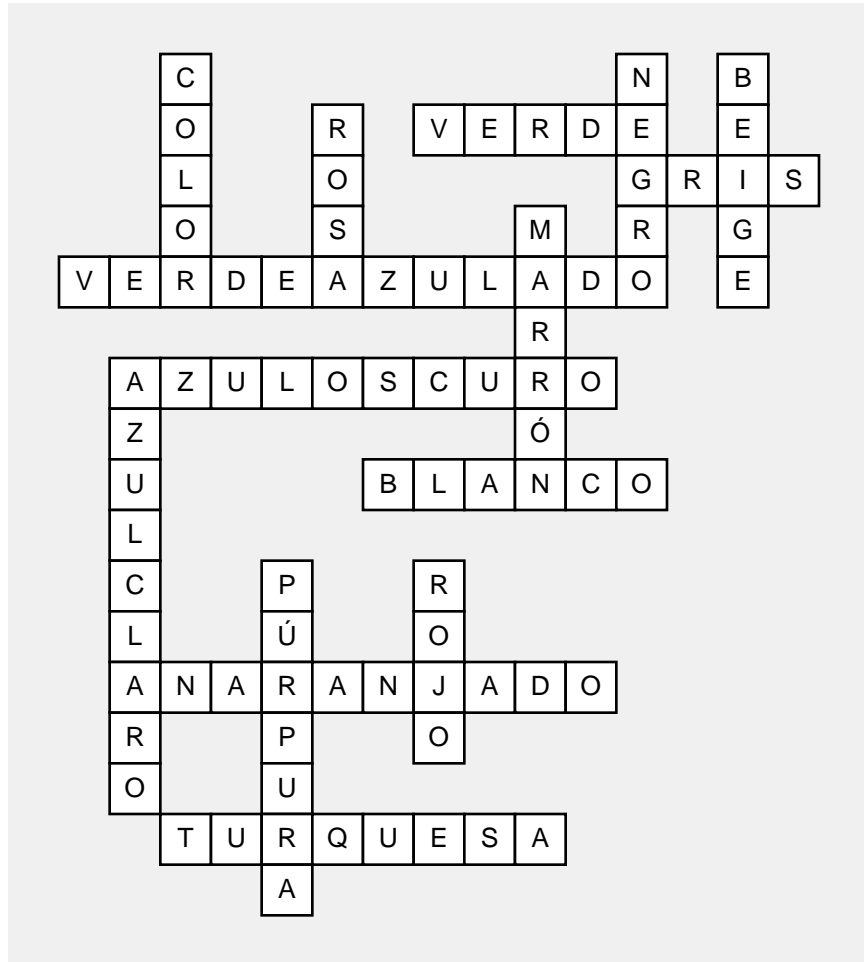 COLOR
NEGRO
BEIGE
ROSA
VERDE
GRIS
MARRÓN
VERDEAZULADO
AZULOSCURO
AZULCLARO
BLANCO
PÚRPURA
ROJO
ANARANJADO
TURQUESA